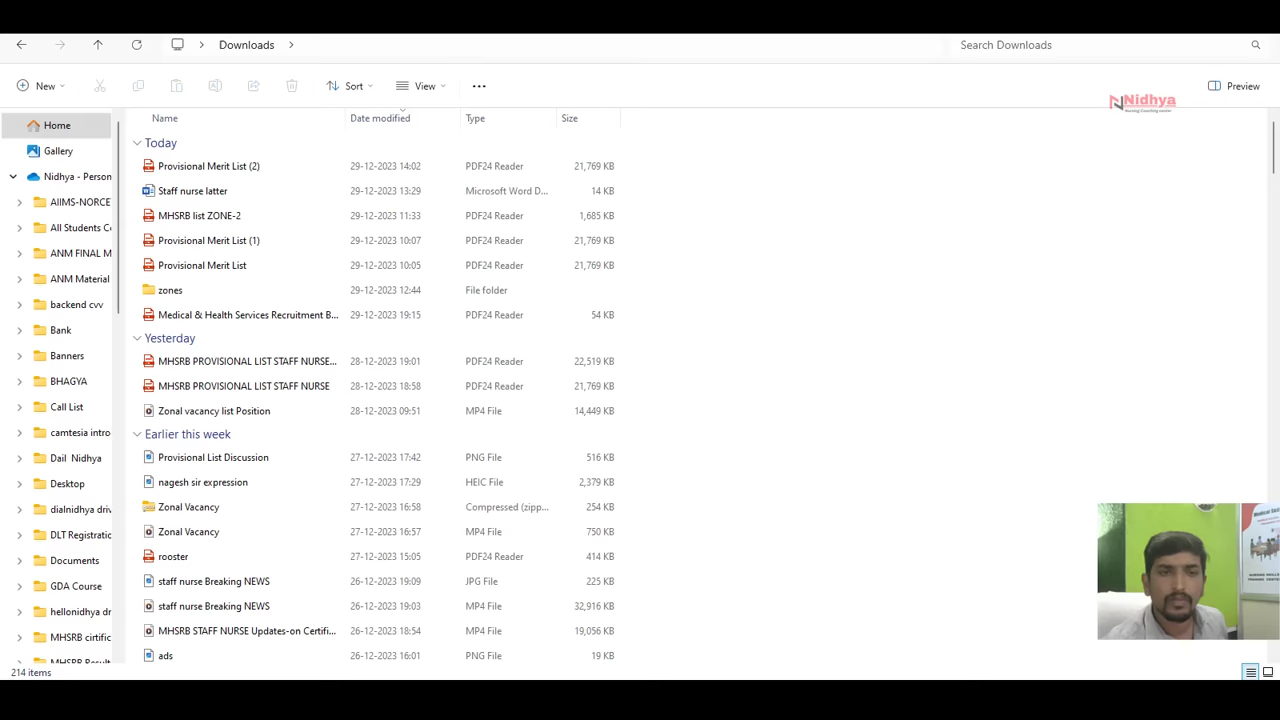 Downloads
Search Downloads
New
Sort
View
Preview
Nidhya
Nursing Coaching center
Home
Gallery
Nidhya - Person
AIIMS-NORCE
All Students Co
ANM FINAL M
ANM Material
backend cvv
Bank
Banners
BHAGYA
Call List
camtesia intro
Dail Nidhya
Desktop
dialnidhya driv
DLT Registratic
Documents
GDA Course
hellonidhya dr
MHSRB cirtific
MHSRB Result
Name Date modified Type Size
Today
Provisional Merit List (2) 29-12-2023 14:02 PDF24 Reader 21,769 KB
Staff nurse latter 29-12-2023 13:29 Microsoft Word D... 14 KB
MHSRB list ZONE-2 29-12-2023 11:33 PDF24 Reader 1,685 KB
Provisional Merit List (1) 29-12-2023 10:07 PDF24 Reader 21,769 KB
Provisional Merit List 29-12-2023 10:05 PDF24 Reader 21,769 KB
zones 29-12-2023 12:44 File folder
Medical & Health Services Recruitment B... 29-12-2023 19:15 PDF24 Reader 54 KB
Yesterday
MHSRB PROVISIONAL LIST STAFF NURSE... 28-12-2023 19:01 PDF24 Reader 22,519 KB
MHSRB PROVISIONAL LIST STAFF NURSE 28-12-2023 18:58 PDF24 Reader 21,769 KB
Zonal vacancy list Position 28-12-2023 09:51 MP4 File 14,449 KB
Earlier this week
Provisional List Discussion 27-12-2023 17:42 PNG File 516 KB
nagesh sir expression 27-12-2023 17:29 HEIC File 2,379 KB
Zonal Vacancy 27-12-2023 16:58 Compressed (zipp... 254 KB
Zonal Vacancy 27-12-2023 16:57 MP4 File 750 KB
rooster 27-12-2023 15:05 PDF24 Reader 414 KB
staff nurse Breaking NEWS 26-12-2023 19:09 JPG File 225 KB
staff nurse Breaking NEWS 26-12-2023 19:03 MP4 File 32,916 KB
MHSRB STAFF NURSE Updates-on Certifi... 26-12-2023 18:54 MP4 File 19,056 KB
ads 26-12-2023 16:01 PNG File 19 KB
214 items